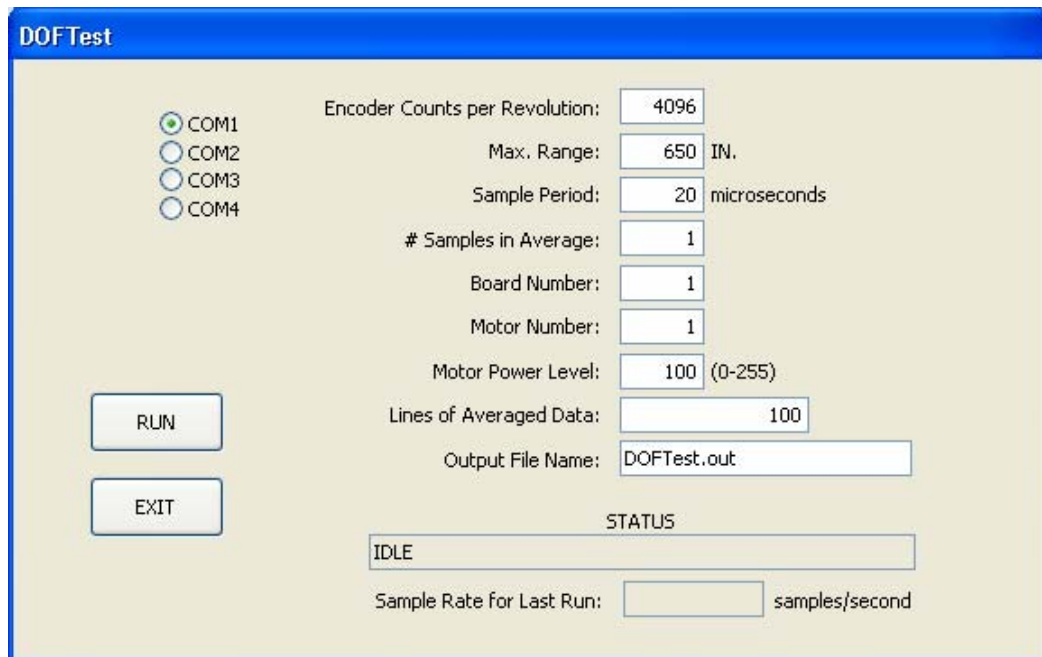 DOFTest
COM1
COM2
COM3
COM4
Encoder Counts per Revolution: 4096
Max. Range: 650 IN.
Sample Period: 20 microseconds
# Samples in Average: 1
Board Number: 1
Motor Number: 1
Motor Power Level: 100 (0-255)
Lines of Averaged Data: 100
Output File Name: DOFTest.out
RUN
EXIT
STATUS
IDLE
Sample Rate for Last Run: samples/second